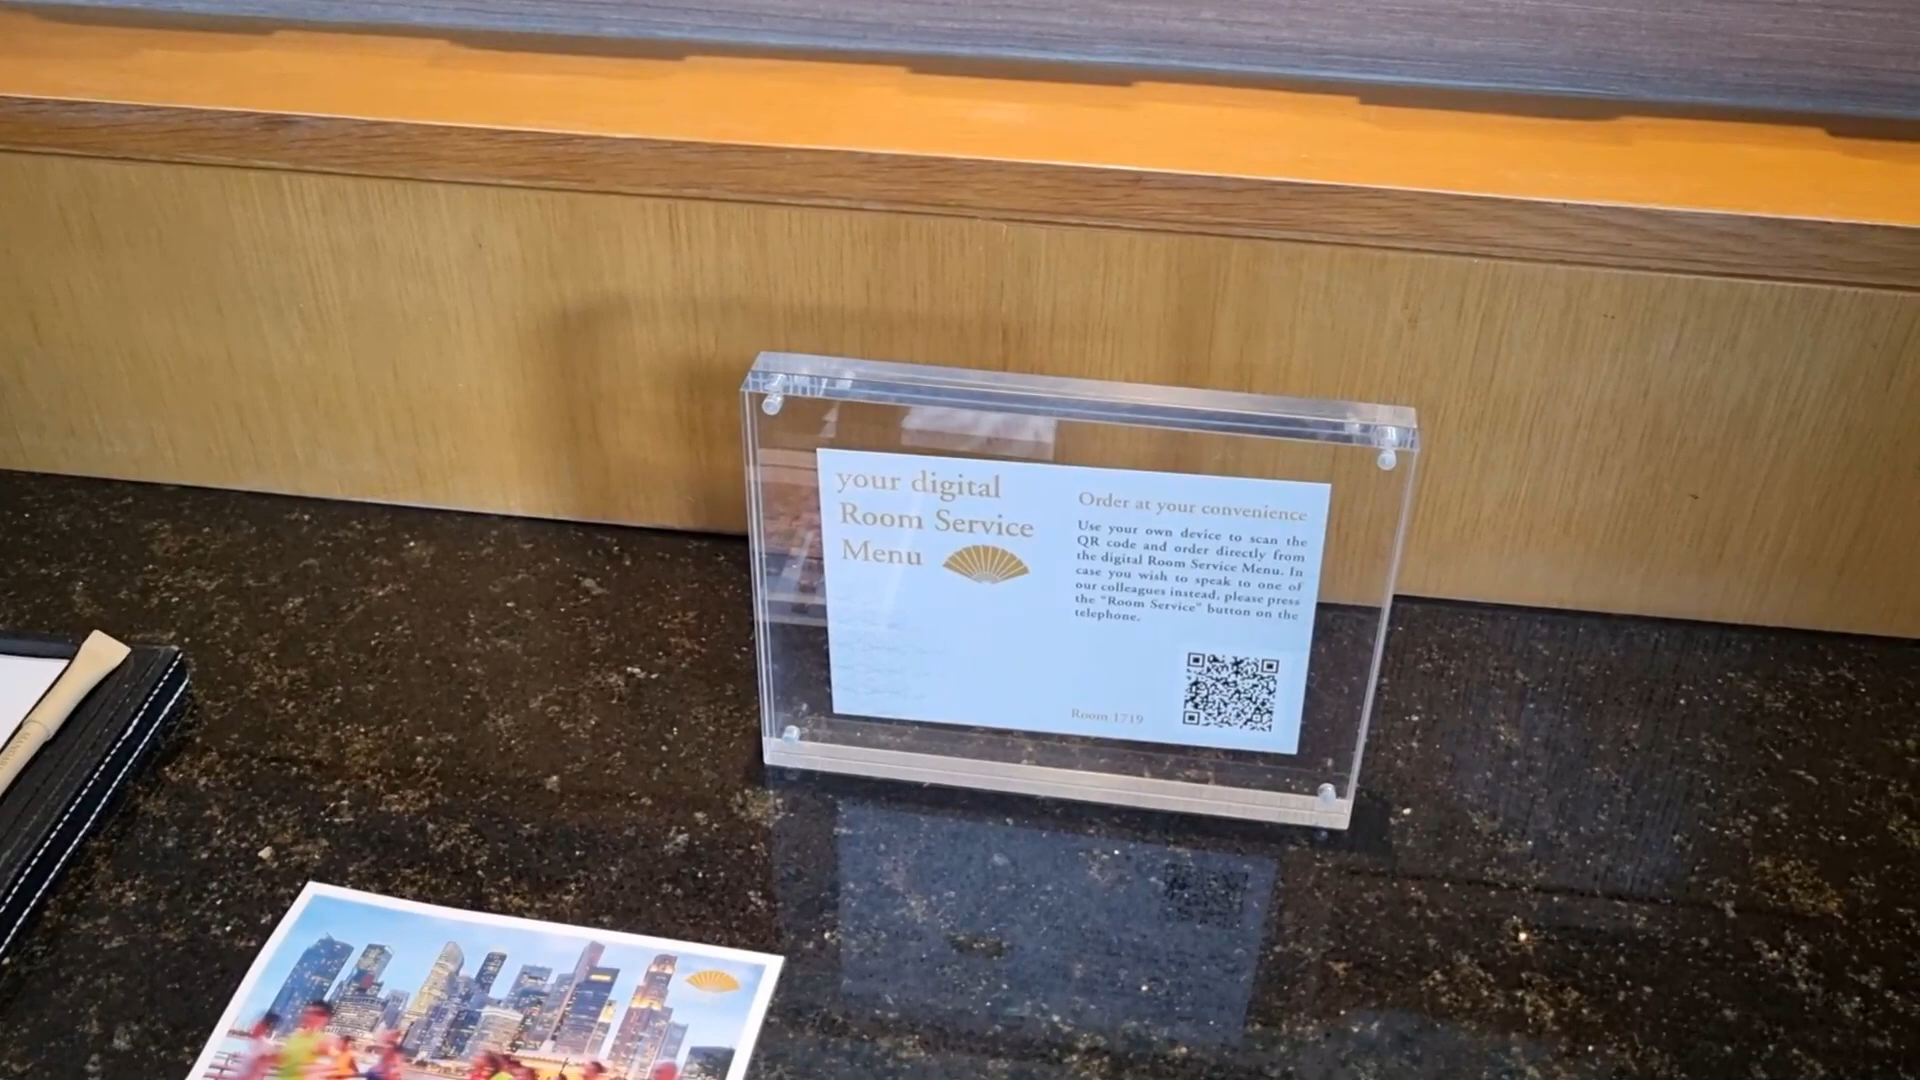 your digital
Room Service
Menu
Order at your convenience
Use your own device to scan the
QR code and order directly from
the digital Room Service Menu. In
case you wish to speak to one of
our colleagues instead, please press
the "Room Service" button on the
telephone.
Room 1719